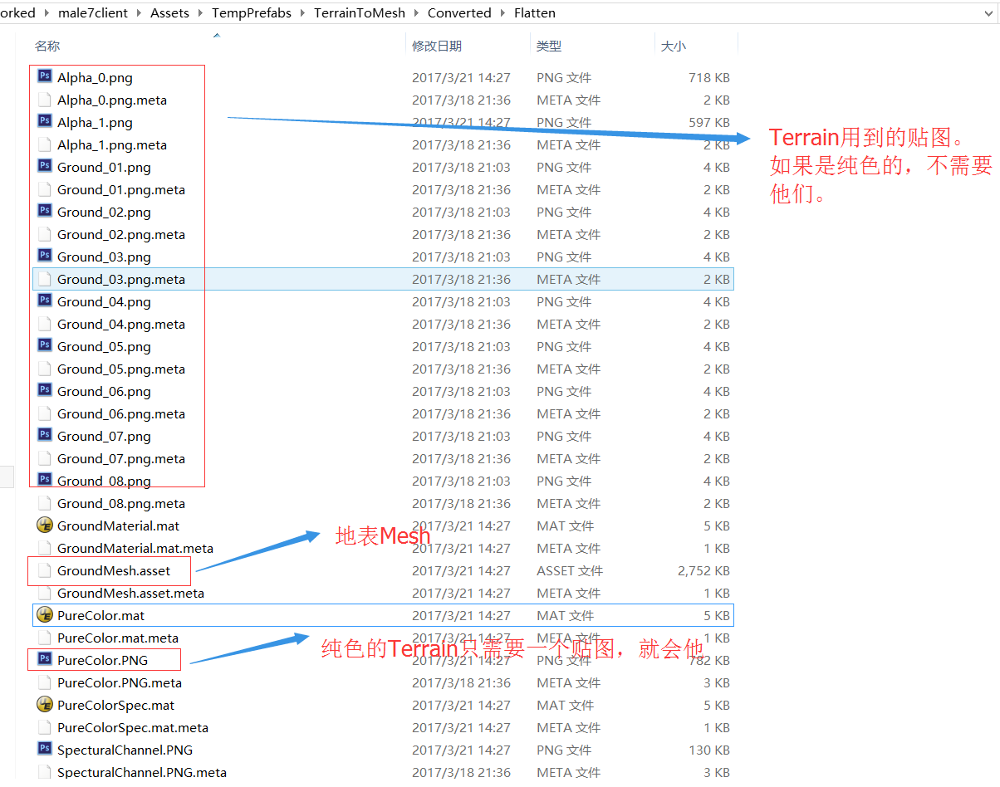 orked male7client Assets TempPrefabs TerrainToMesh Converted Flatten
名称 修改日期 类型 大小
Alpha_0.png 2017/3/21 14:27 PNG 文件 718 KB
Alpha_0.png.meta 2017/3/18 21:36 META 文件 2 KB
Alpha_1.png 2017/3/21 14:27 PNG 文件 597 KB
Alpha_1.png.meta 2017/3/18 21:36 META 文件 2 KB
Terrain用到的贴图。
如果是纯色的，不需要
他们。
Ground_01.png 2017/3/18 21:03 PNG 文件 4 KB
Ground_01.png.meta 2017/3/18 21:36 META 文件 2 KB
Ground_02.png 2017/3/18 21:03 PNG 文件 4 KB
Ground_02.png.meta 2017/3/18 21:36 META 文件 2 KB
Ground_03.png 2017/3/18 21:03 PNG 文件 4 KB
Ground_03.png.meta 2017/3/18 21:36 META 文件 2 KB
Ground_04.png 2017/3/18 21:03 PNG 文件 4 KB
Ground_04.png.meta 2017/3/18 21:36 META 文件 2 KB
Ground_05.png 2017/3/18 21:03 PNG 文件 4 KB
Ground_05.png.meta 2017/3/18 21:36 META 文件 2 KB
Ground_06.png 2017/3/18 21:03 PNG 文件 4 KB
Ground_06.png.meta 2017/3/18 21:36 META 文件 2 KB
Ground_07.png 2017/3/18 21:03 PNG 文件 4 KB
Ground_07.png.meta 2017/3/18 21:36 META 文件 2 KB
Ground_08.png 2017/3/18 21:03 PNG 文件 4 KB
Ground_08.png.meta 2017/3/18 21:36 META 文件 2 KB
GroundMaterial.mat 2017/3/21 14:27 MAT 文件 5 KB
地表Mesh
GroundMaterial.mat.meta 2017/3/21 14:27 META 文件 1 KB
GroundMesh.asset 2017/3/21 14:27 ASSET 文件 2,752 KB
GroundMesh.asset.meta 2017/3/21 14:27 META 文件 1 KB
PureColor.mat 2017/3/21 14:27 MAT 文件 5 KB
PureColor.mat.meta 2017/3/21 14:27 META 文件 1 KB
纯色的Terrain只需要一个贴图，就会他
PureColor.PNG 2017/3/21 14:27 PNG 文件 782 KB
PureColor.PNG.meta 2017/3/18 21:36 META 文件 3 KB
PureColorSpec.mat 2017/3/21 14:27 MAT 文件 5 KB
PureColorSpec.mat.meta 2017/3/21 14:27 META 文件 1 KB
SpecturalChannel.PNG 2017/3/21 14:27 PNG 文件 130 KB
SpecturalChannel.PNG.meta 2017/3/18 21:36 META 文件 3 KB